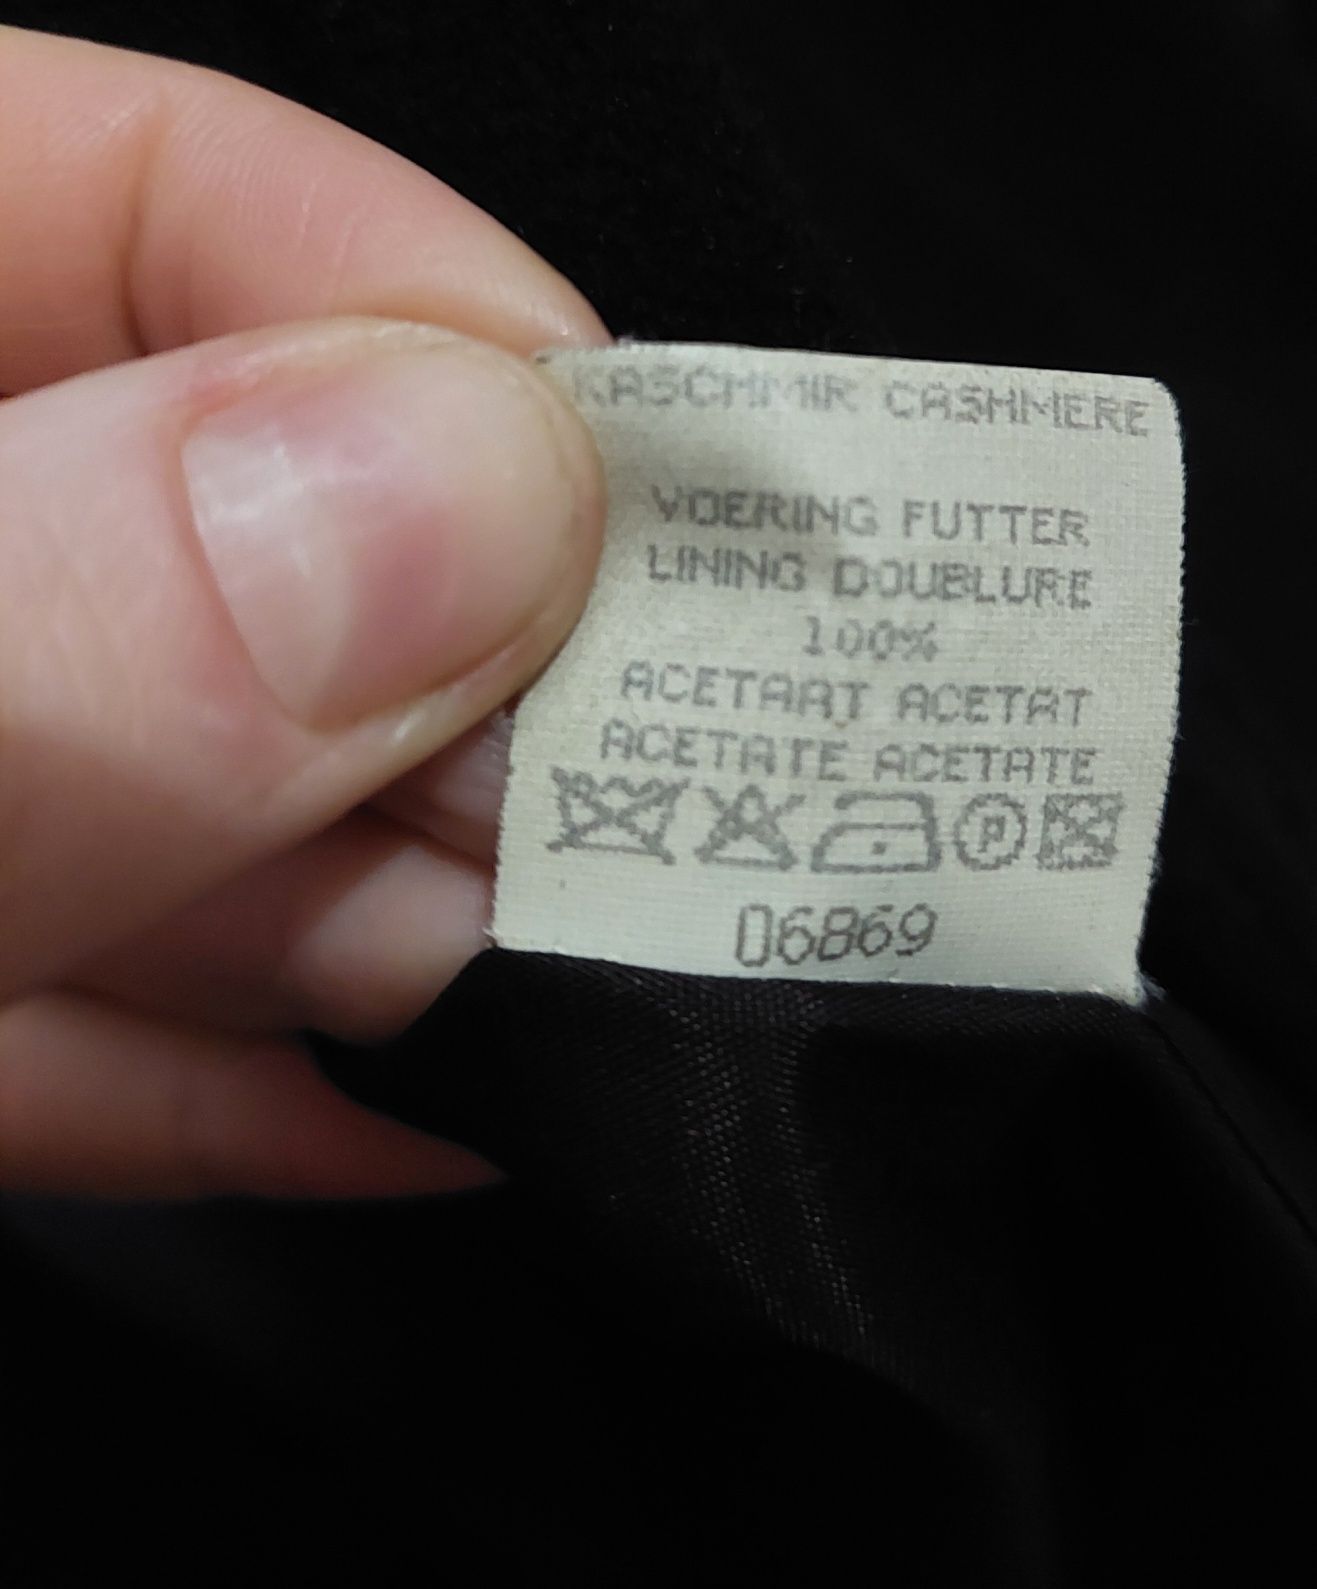 KASCHMIR CASHMERE
VOERING FUTTER
LINING DOUBLURE
100%
ACETAAT ACETAT
ACETATE ACETATE
P
06869